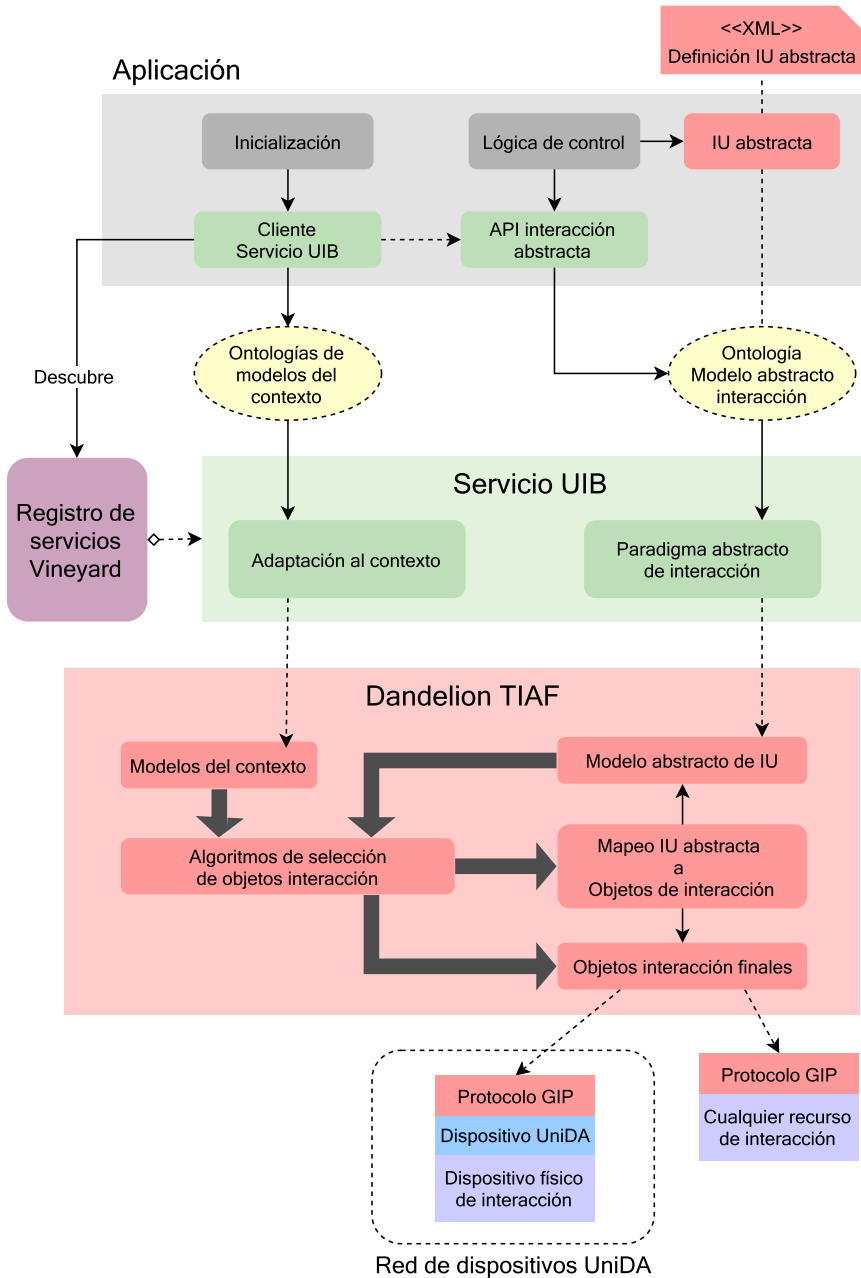 <<XML>>
Definición IU abstracta
Aplicación
Inicialización
Lógica de control
IU abstracta
Cliente
Servicio UIB
API interacción
abstracta
Ontologías de
modelos del
contexto
Ontología
Modelo abstracto
interacción
Descubre
Registro de
servicios
Vineyard
Servicio UIB
Adaptación al contexto
Paradigma abstracto
de interacción
Dandelion TIAF
Modelos del contexto
Modelo abstracto de IU
Algoritmos de selección
de objetos interacción
Mapeo IU abstracta
a
Objetos de interacción
Objetos interacción finales
Protocolo GIP
Dispositivo UniDA
Dispositivo físico
de interacción
Protocolo GIP
Cualquier recurso
de interacción
Red de dispositivos UniDA